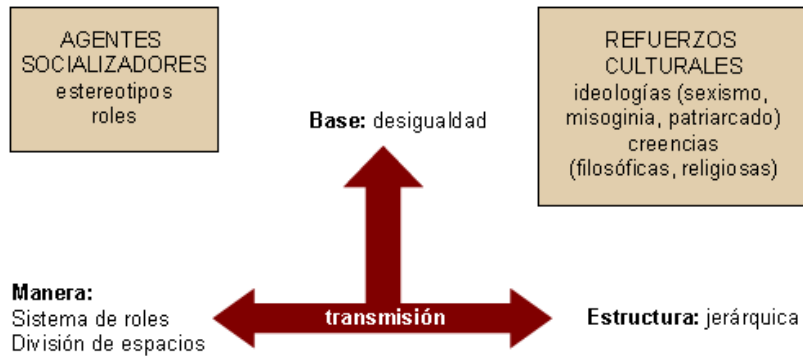 AGENTES
SOCIALIZADORES
estereotipos
roles
REFUERZOS
CULTURALES
ideologías (sexismo,
misoginia, patriarcado)
creencias
(filosóficas, religiosas)
Base: desigualdad
Manera:
Sistema de roles
División de espacios
transmisión
Estructura: jerárquica